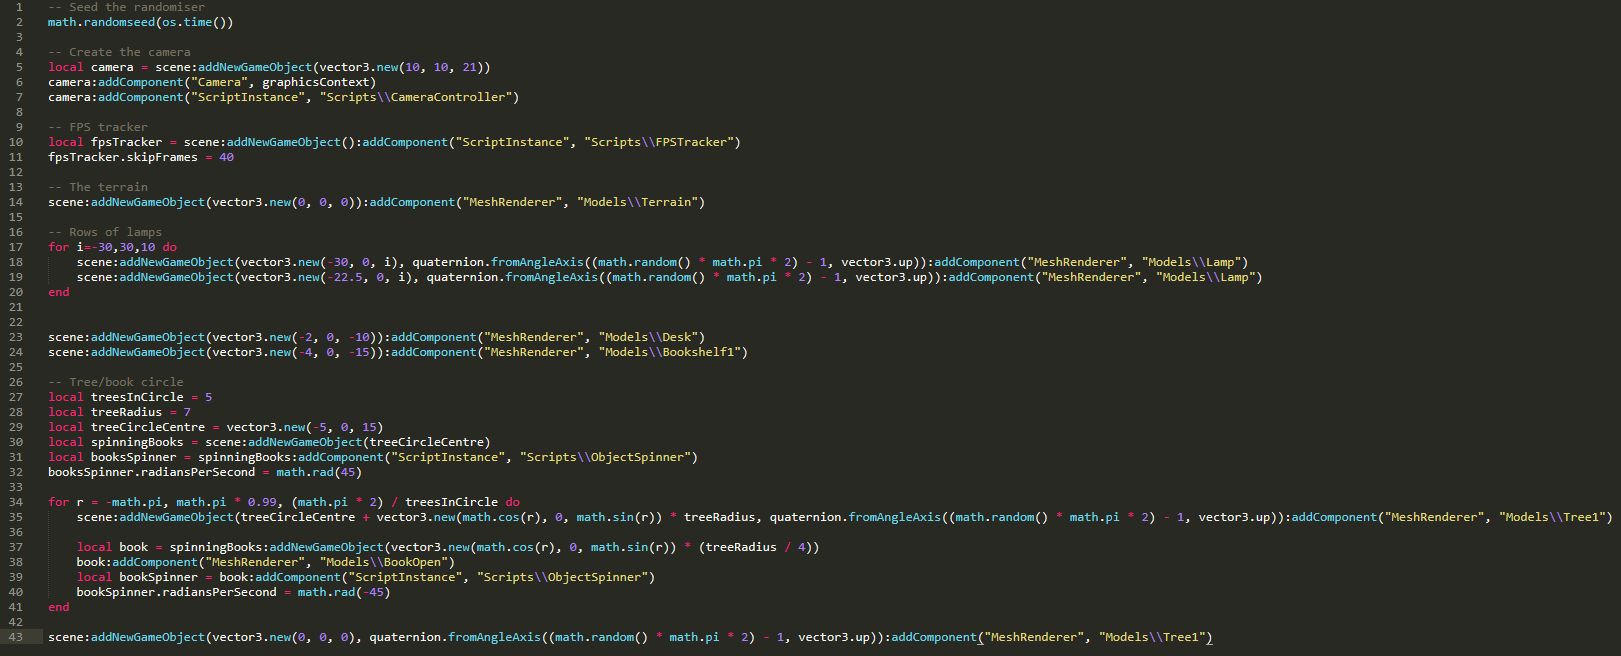 1 -- Seed the randomiser
2 math.randomseed(os.time())
3
4 -- Create the camera
5 local camera = scene:addNewGameObject(vector3.new(10, 10, 21))
6 camera:addComponent("Camera", graphicsContext)
7 camera:addComponent("ScriptInstance", "Scripts\\CameraController")
8
9 -- FPS tracker
10 local fpsTracker = scene:addNewGameObject():addComponent("ScriptInstance", "Scripts\\FPSTracker")
11 fpsTracker.skipFrames = 40
12
13 -- The terrain
14 scene:addNewGameObject(vector3.new(0, 0, 0)):addComponent("MeshRenderer", "Models\\Terrain")
15
16 -- Rows of lamps
17 for i=-30,30,10 do
18 scene:addNewGameObject(vector3.new(-30, 0, i), quaternion.fromAngleAxis((math.random() * math.pi * 2) - 1, vector3.up)):addComponent("MeshRenderer", "Models\\Lamp")
19 scene:addNewGameObject(vector3.new(-22.5, 0, i), quaternion.fromAngleAxis((math.random() * math.pi * 2) - 1, vector3.up)):addComponent("MeshRenderer", "Models\\Lamp")
20 end
21
22
23 scene:addNewGameObject(vector3.new(-2, 0, -10)):addComponent("MeshRenderer", "Models\\Desk")
24 scene:addNewGameObject(vector3.new(-4, 0, -15)):addComponent("MeshRenderer", "Models\\Bookshelf1")
25
26 -- Tree/book circle
27 local treesInCircle = 5
28 local treeRadius = 7
29 local treeCircleCentre = vector3.new(-5, 0, 15)
30 local spinningBooks = scene:addNewGameObject(treeCircleCentre)
31 local booksSpinner = spinningBooks:addComponent("ScriptInstance", "Scripts\\ObjectSpinner")
32 booksSpinner.radiansPerSecond = math.rad(45)
33
34 for r = -math.pi, math.pi * 0.99, (math.pi * 2) / treesInCircle do
35 scene:addNewGameObject(treeCircleCentre + vector3.new(math.cos(r), 0, math.sin(r)) * treeRadius, quaternion.fromAngleAxis((math.random() * math.pi * 2) - 1, vector3.up)):addComponent("MeshRenderer", "Models\\Tree1")
36
37 local book = spinningBooks:addNewGameObject(vector3.new(math.cos(r), 0, math.sin(r)) * (treeRadius / 4))
38 book:addComponent("MeshRenderer", "Models\\BookOpen")
39 local bookSpinner = book:addComponent("ScriptInstance", "Scripts\\ObjectSpinner")
40 bookSpinner.radiansPerSecond = math.rad(-45)
41 end
42
43 scene:addNewGameObject(vector3.new(0, 0, 0), quaternion.fromAngleAxis((math.random() * math.pi * 2) - 1, vector3.up)):addComponent("MeshRenderer", "Models\\Tree1")